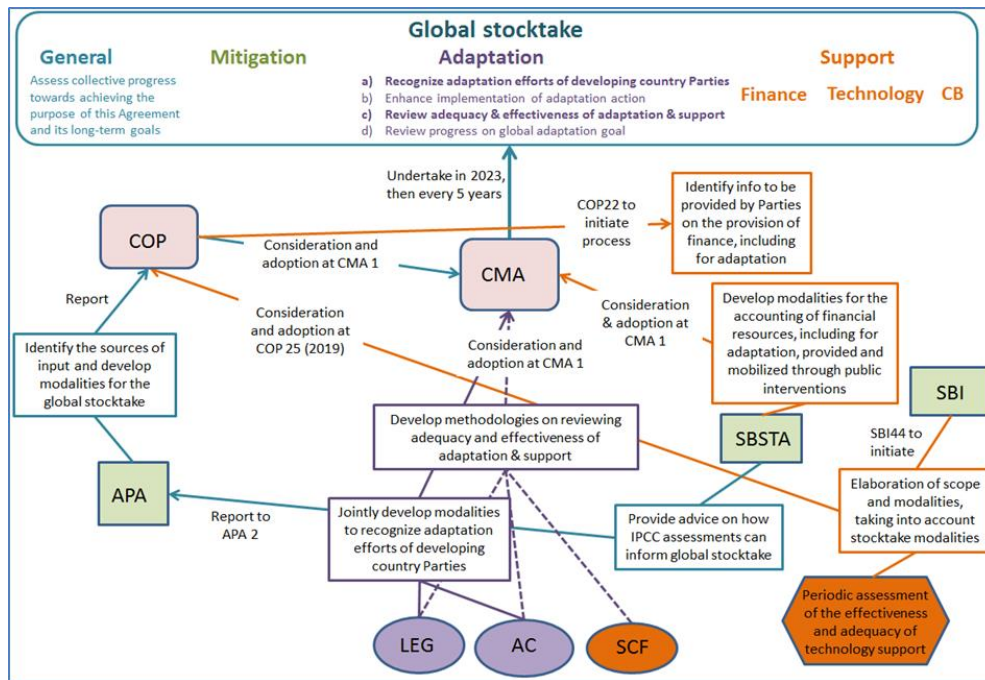 Global stocktake
General
Mitigation
Adaptation
Support
Assess collective progress
towards achieving the
purpose of this Agreement
and its long-term goals
a) Recognize adaptation efforts of developing country Parties
b) Enhance implementation of adaptation action
c) Review adequacy & effectiveness of adaptation & support
d) Review progress on global adaptation goal
Finance Technology CB
Undertake in 2023,
then every 5 years
COP
Consideration and
adoption at CMA 1
CMA
COP22 to
initiate
process
Identify info to be
provided by Parties
on the provision of
finance, including
for adaptation
Report
Consideration
and adoption at
COP 25 (2019)
Consideration and
adoption at CMA 1
Consideration
& adoption at
CMA 1
Develop modalities for the
accounting of financial
resources, including for
adaptation, provided and
mobilized through public
interventions
Identify the sources of
input and develop
modalities for the
global stocktake
SBI
Develop methodologies on reviewing
adequacy and effectiveness of
adaptation & support
SBSTA
SBI44 to
initiate
APA
Report to
APA 2
Jointly develop modalities
to recognize adaptation
efforts of developing
country Parties
Provide advice on how
IPCC assessments can
inform global stocktake
Elaboration of scope
and modalities,
taking into account
stocktake modalities
Periodic assessment
of the effectiveness
and adequacy of
technology support
LEG
AC
SCF